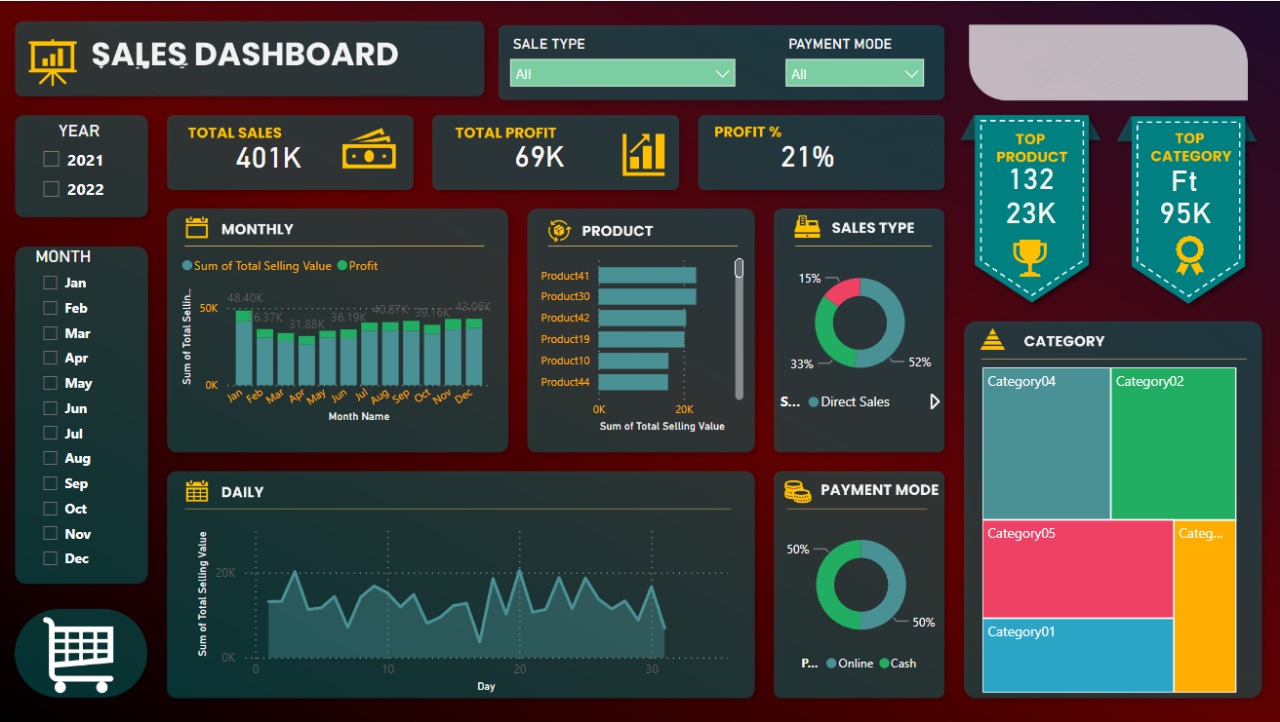 SALES DASHBOARD
SALE TYPE
All
PAYMENT MODE
All
YEAR
2021
2022
TOTAL SALES
401K
TOTAL PROFIT
69K
PROFIT %
21%
TOP
PRODUCT
132
23K
TOP
CATEGORY
Ft
95K
MONTH
Jan
Feb
Mar
Apr
May
Jun
Jul
Aug
Sep
Oct
Nov
Dec
MONTHLY
Sum of Total Selling Value Profit
Sum of Total Sellin...
50K
0K
48.40K
6.37K
31.88K
36.19K
40.87K
39.16K
43.06K
Jan Feb Mar Apr May Jun Jul Aug Sep Oct Nov Dec
Month Name
PRODUCT
Product41
Product30
Product42
Product19
Product10
Product44
0K 20K
Sum of Total Selling Value
SALES TYPE
15%
33%
52%
S... Direct Sales
CATEGORY
Category04
Category02
Category05
Categ...
Category01
DAILY
Sum of Total Selling Value
20K
0K
0 10 20 30
Day
PAYMENT MODE
50%
50%
P... Online Cash